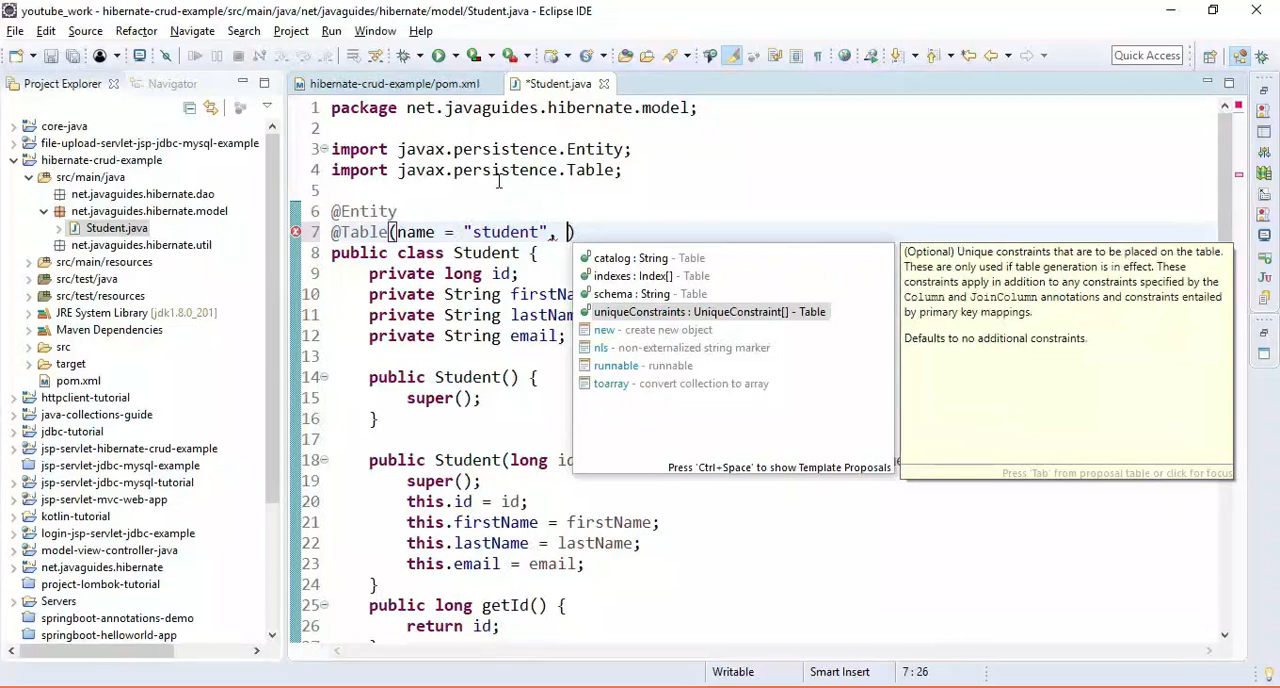 youtube_work - hibernate-crud-example/src/main/java/net/javaguides/hibernate/model/Student.java - Eclipse IDE
File Edit Source Refactor Navigate Search Project Run Window Help
Quick Access
Project Explorer Navigator
core-java
file-upload-servlet-jsp-jdbc-mysql-example
hibernate-crud-example
src/main/java
net.javaguides.hibernate.dao
net.javaguides.hibernate.model
Student.java
net.javaguides.hibernate.util
src/main/resources
src/test/java
src/test/resources
JRE System Library [jdk1.8.0_201]
Maven Dependencies
src
target
pom.xml
httpclient-tutorial
java-collections-guide
jdbc-tutorial
jsp-servlet-hibernate-crud-example
jsp-servlet-jdbc-mysql-example
jsp-servlet-jdbc-mysql-tutorial
jsp-servlet-mvc-web-app
kotlin-tutorial
login-jsp-servlet-jdbc-example
model-view-controller-java
net.javaguides.hibernate
project-lombok-tutorial
Servers
springboot-annotations-demo
springboot-helloworld-app
hibernate-crud-example/pom.xml *Student.java
1 package net.javaguides.hibernate.model;
2
3 import javax.persistence.Entity;
4 import javax.persistence.Table;
5
6 @Entity
7 @Table(name = "student", )
8 public class Student {
9 private long id;
10 private String firstNa
11 private String lastNam
12 private String email;
13
14 public Student() {
15 super();
16 }
17
18 public Student(long id
19 super();
20 this.id = id;
21 this.firstName = firstName;
22 this.lastName = lastName;
23 this.email = email;
24 }
25 public long getId() {
26 return id;
catalog : String - Table
indexes : Index[] - Table
schema : String - Table
uniqueConstraints : UniqueConstraint[] - Table
new - create new object
nls - non-externalized string marker
runnable - runnable
toarray - convert collection to array
Press 'Ctrl+Space' to show Template Proposals
(Optional) Unique constraints that are to be placed on the table.
These are only used if table generation is in effect. These
constraints apply in addition to any constraints specified by the
Column and JoinColumn annotations and constraints entailed
by primary key mappings.
Defaults to no additional constraints.
Press 'Tab' from proposal table or click for focus
Writable Smart Insert 7 : 26